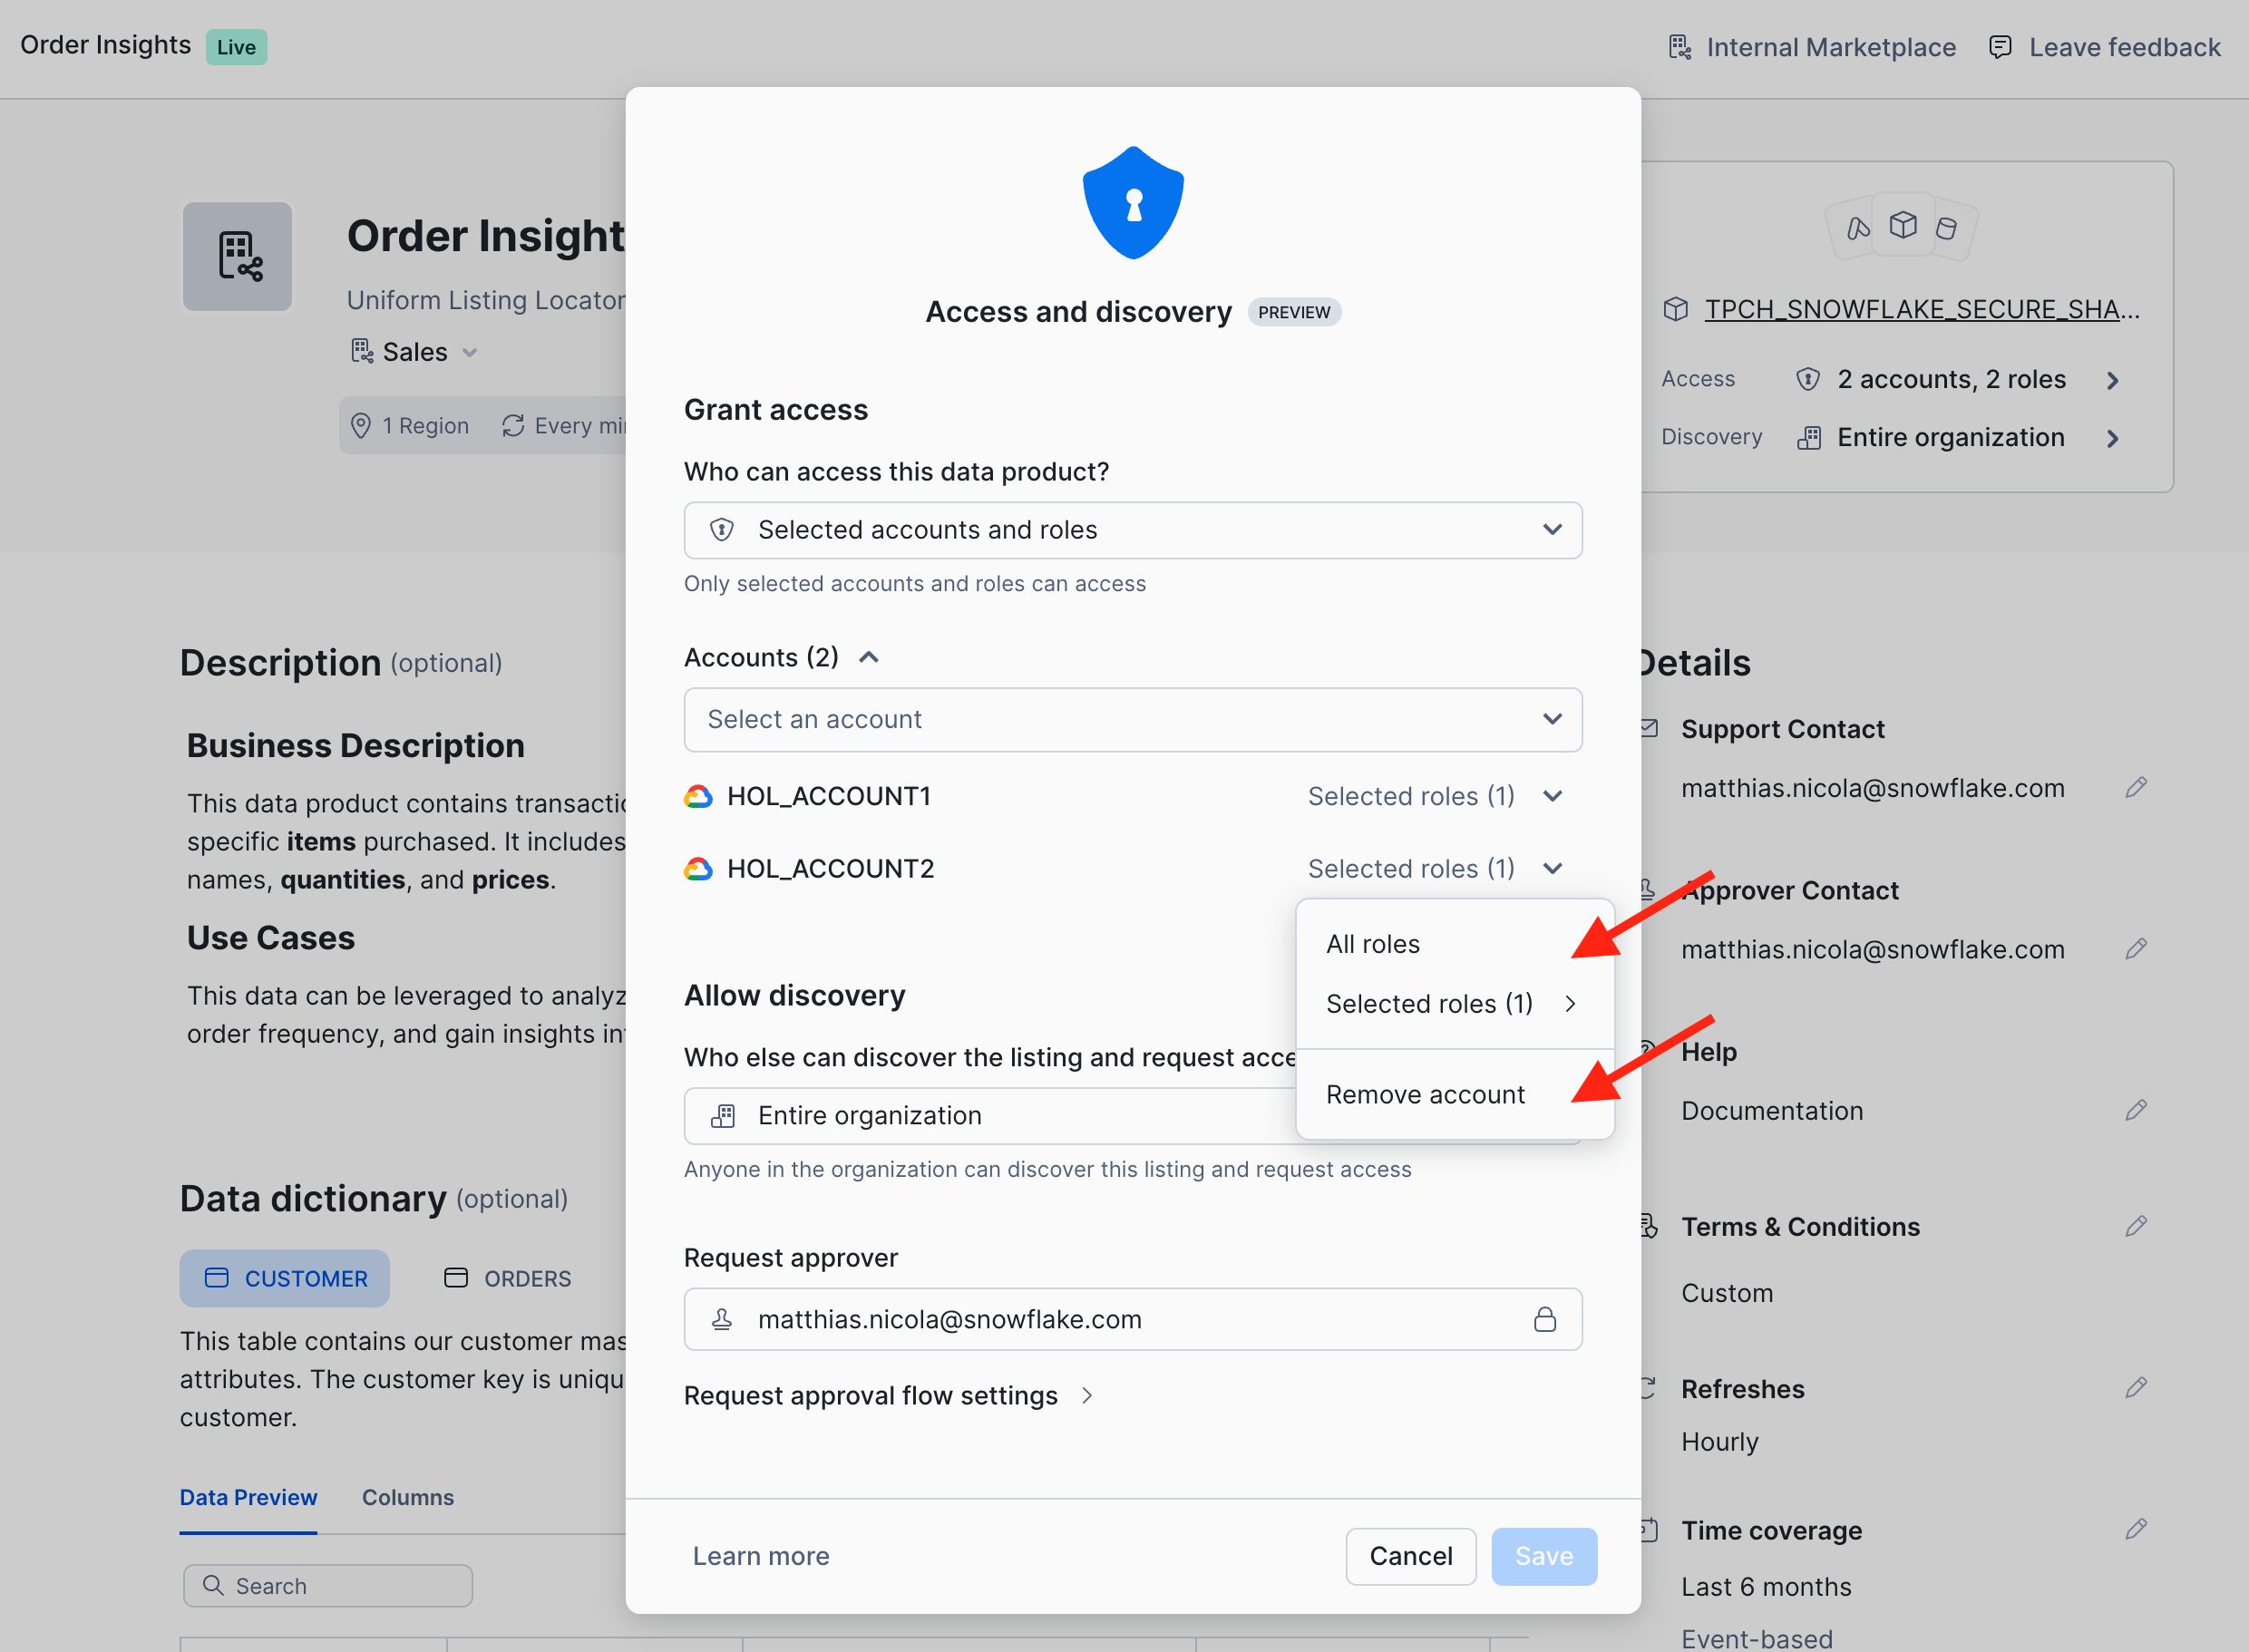 Order Insights Live
Internal Marketplace
Leave feedback
Order Insight
Uniform Listing Locator
Sales
1 Region
Every
TPCH_SNOWFLAKE_SECURE_SHA...
Access 2 accounts, 2 roles
Discovery Entire organization
Access and discovery PREVIEW
Grant access
Who can access this data product?
Selected accounts and roles
Only selected accounts and roles can access
Accounts (2)
Select an account
HOL_ACCOUNT1 Selected roles (1)
HOL_ACCOUNT2 Selected roles (1)
All roles
Selected roles (1)
Remove account
Allow discovery
Who else can discover the listing and request
Entire organization
Anyone in the organization can discover this listing and request access
Request approver
matthias.nicola@snowflake.com
Request approval flow settings
Learn more
Cancel
Save
Description (optional)
Business Description
This data product contains
specific items purchased. It includes
names, quantities, and prices.
Use Cases
This data can be leveraged to
order frequency, and gain insights
Data dictionary (optional)
CUSTOMER
ORDERS
This table contains our customer
attributes. The customer key is
customer.
Data Preview
Columns
Search
Details
Support Contact
matthias.nicola@snowflake.com
Approver Contact
matthias.nicola@snowflake.com
Help
Documentation
Terms & Conditions
Custom
Refreshes
Hourly
Time coverage
Last 6 months
Event-based